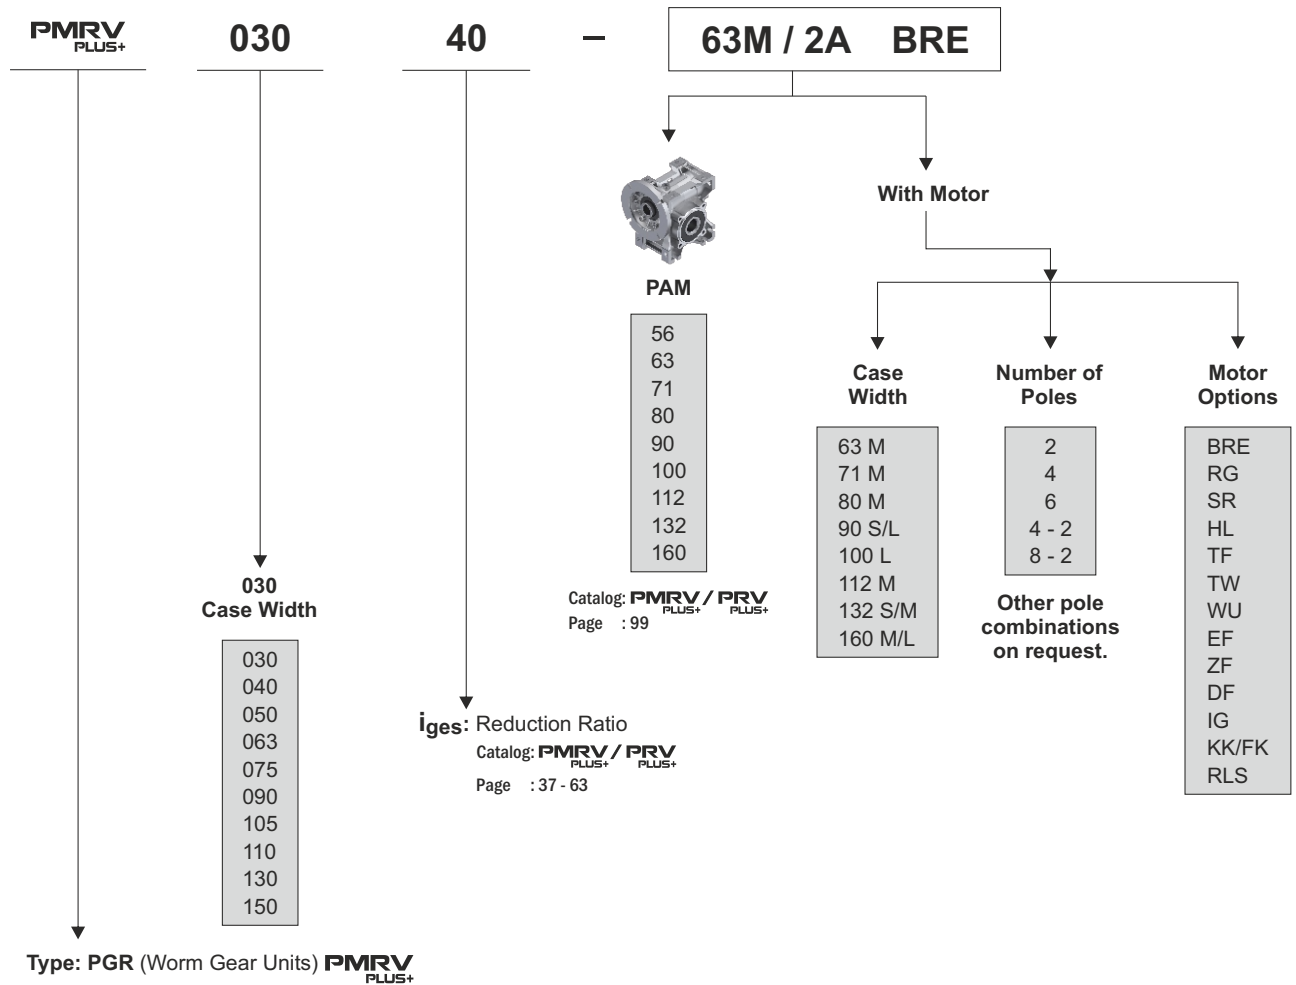 PMRV PLUS+ 030 40 – 63M / 2A BRE
With Motor
PAM
56
63
71
80
90
100
112
132
160
Catalog: PMRV PLUS+ / PRV PLUS+
Page : 99
Case
Width
63 M
71 M
80 M
90 S/L
100 L
112 M
132 S/M
160 M/L
Number of
Poles
2
4
6
4 - 2
8 - 2
Other pole
combinations
on request.
Motor
Options
BRE
RG
SR
HL
TF
TW
WU
EF
ZF
DF
IG
KK/FK
RLS
030
Case Width
030
040
050
063
075
090
105
110
130
150
iges: Reduction Ratio
Catalog: PMRV PLUS+ / PRV PLUS+
Page : 37 - 63
Type: PGR (Worm Gear Units) PMRV PLUS+